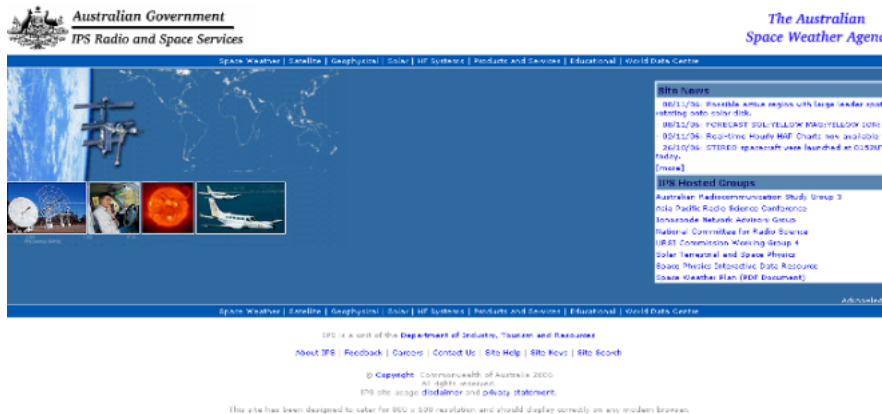 Australian Government
IPS Radio and Space Services
The Australian
Space Weather Agen
Space Weather | Satellite | Geophysical | Solar | HF Systems | Products and Services | Educational | World Data Centre
Site News
08/11/06: Possible active region with large leader spot
rotating onto solar disk.
08/11/06: FORECAST SOL:YELLOW MAG:YELLOW ION:
02/11/06: Real-time Hourly HAF Charts now available
26/10/06: STEREO spacecraft were launched at 0052UT
today.
[more]
IPS Hosted Groups
Australian Radiocommunication Study Group 3
Asia Pacific Radio Science Conference
Ionosonde Network Advisory Group
National Committee for Radio Science
URSI Commission Working Group 4
Solar Terrestrial and Space Physics
Space Physics Interactive Data Resource
Space Weather Plan (PDF Document)
Space Weather | Satellite | Geophysical | Solar | HF Systems | Products and Services | Educational | World Data Centre
IPS is a unit of the Department of Industry, Tourism and Resources
About IPS | Feedback | Careers | Contact Us | Site Help | Site News | Site Search
© Copyright Commonwealth of Australia 2006
All rights reserved.
IPS site usage disclaimer and privacy statement.
This site has been designed to cater for 800 x 600 resolution and should display correctly on any modern browser.